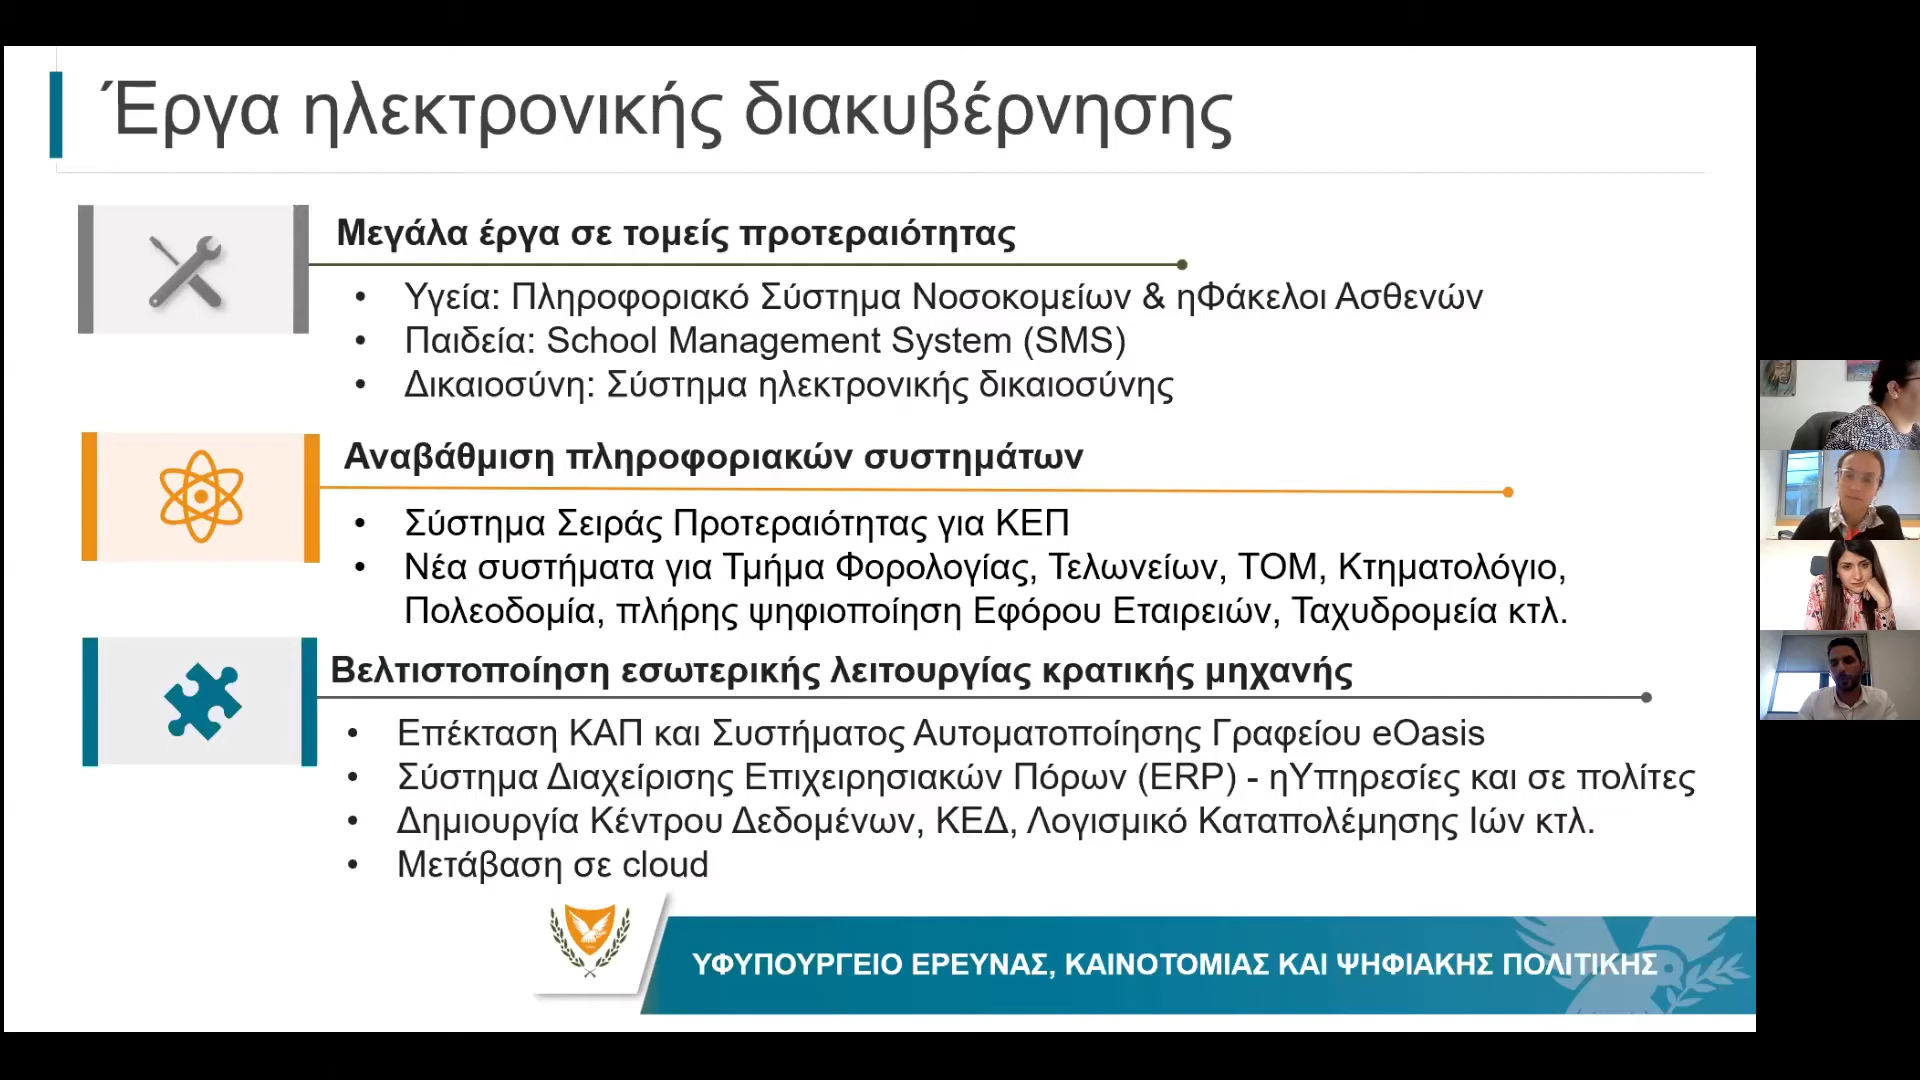 Έργα ηλεκτρονικής διακυβέρνησης
Μεγάλα έργα σε τομείς προτεραιότητας
• Υγεία: Πληροφοριακό Σύστημα Νοσοκομείων & ηΦάκελοι Ασθενών
• Παιδεία: School Management System (SMS)
• Δικαιοσύνη: Σύστημα ηλεκτρονικής δικαιοσύνης
Αναβάθμιση πληροφοριακών συστημάτων
• Σύστημα Σειράς Προτεραιότητας για ΚΕΠ
• Νέα συστήματα για Τμήμα Φορολογίας, Τελωνείων, ΤΟΜ, Κτηματολόγιο,
Πολεοδομία, πλήρης ψηφιοποίηση Εφόρου Εταιρειών, Ταχυδρομεία κτλ.
Βελτιστοποίηση εσωτερικής λειτουργίας κρατικής μηχανής
• Επέκταση ΚΑΠ και Συστήματος Αυτοματοποίησης Γραφείου eOasis
• Σύστημα Διαχείρισης Επιχειρησιακών Πόρων (ERP) - ηΥπηρεσίες και σε πολίτες
• Δημιουργία Κέντρου Δεδομένων, ΚΕΔ, Λογισμικό Καταπολέμησης Ιών κτλ.
• Μετάβαση σε cloud
ΥΦΥΠΟΥΡΓΕΙΟ ΕΡΕΥΝΑΣ, ΚΑΙΝΟΤΟΜΙΑΣ ΚΑΙ ΨΗΦΙΑΚΗΣ ΠΟΛΙΤΙΚΗΣ